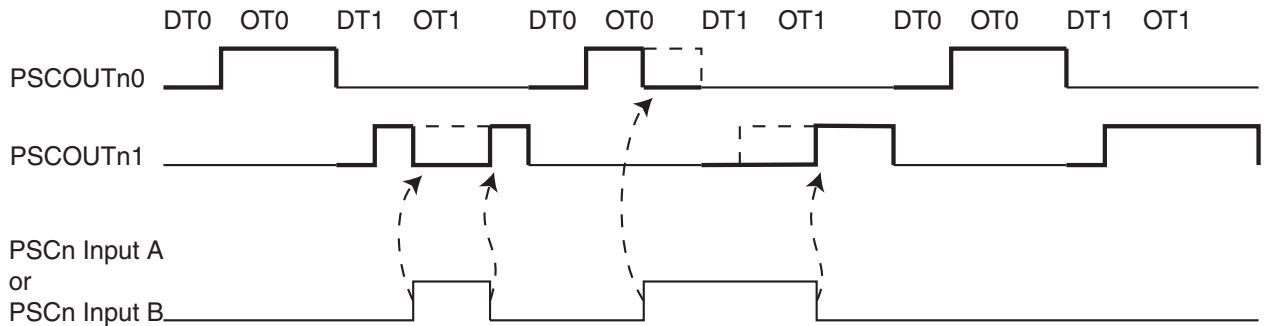 DT0 OT0 DT1 OT1 DT0 OT0 DT1 OT1 DT0 OT0 DT1 OT1
PSCOUTn0
PSCOUTn1
PSCn Input A
or
PSCn Input B